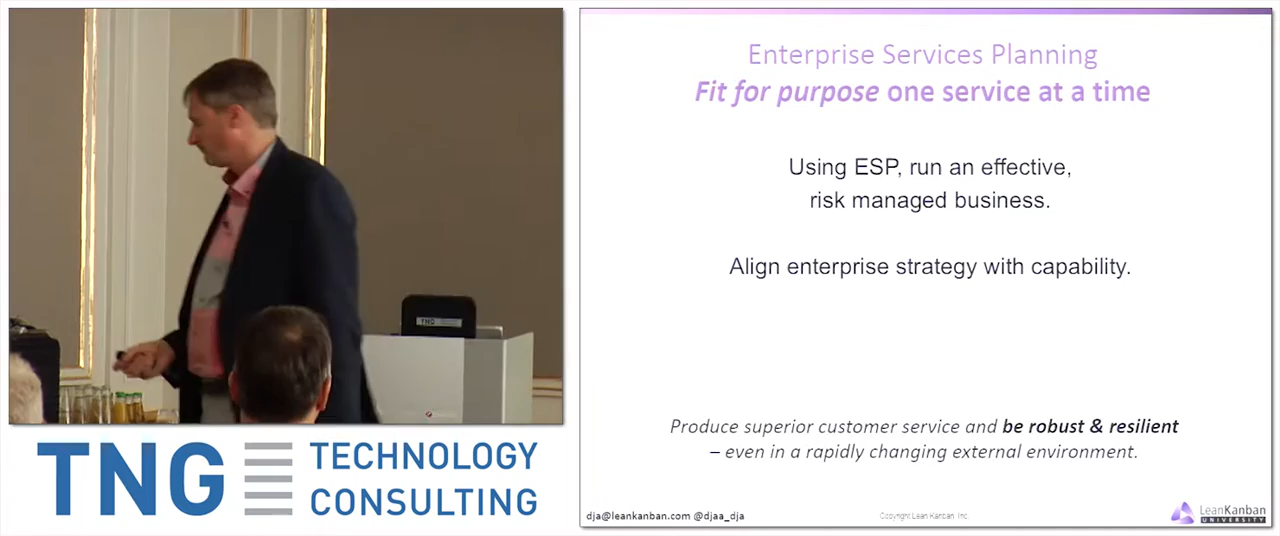 TNG
TNG
TECHNOLOGY
CONSULTING
Enterprise Services Planning
Fit for purpose one service at a time
Using ESP, run an effective,
risk managed business.
Align enterprise strategy with capability.
Produce superior customer service and be robust & resilient
– even in a rapidly changing external environment.
dja@leankanban.com @djaa_dja
Copyright Lean Kanban, Inc.
LeanKanban
UNIVERSITY